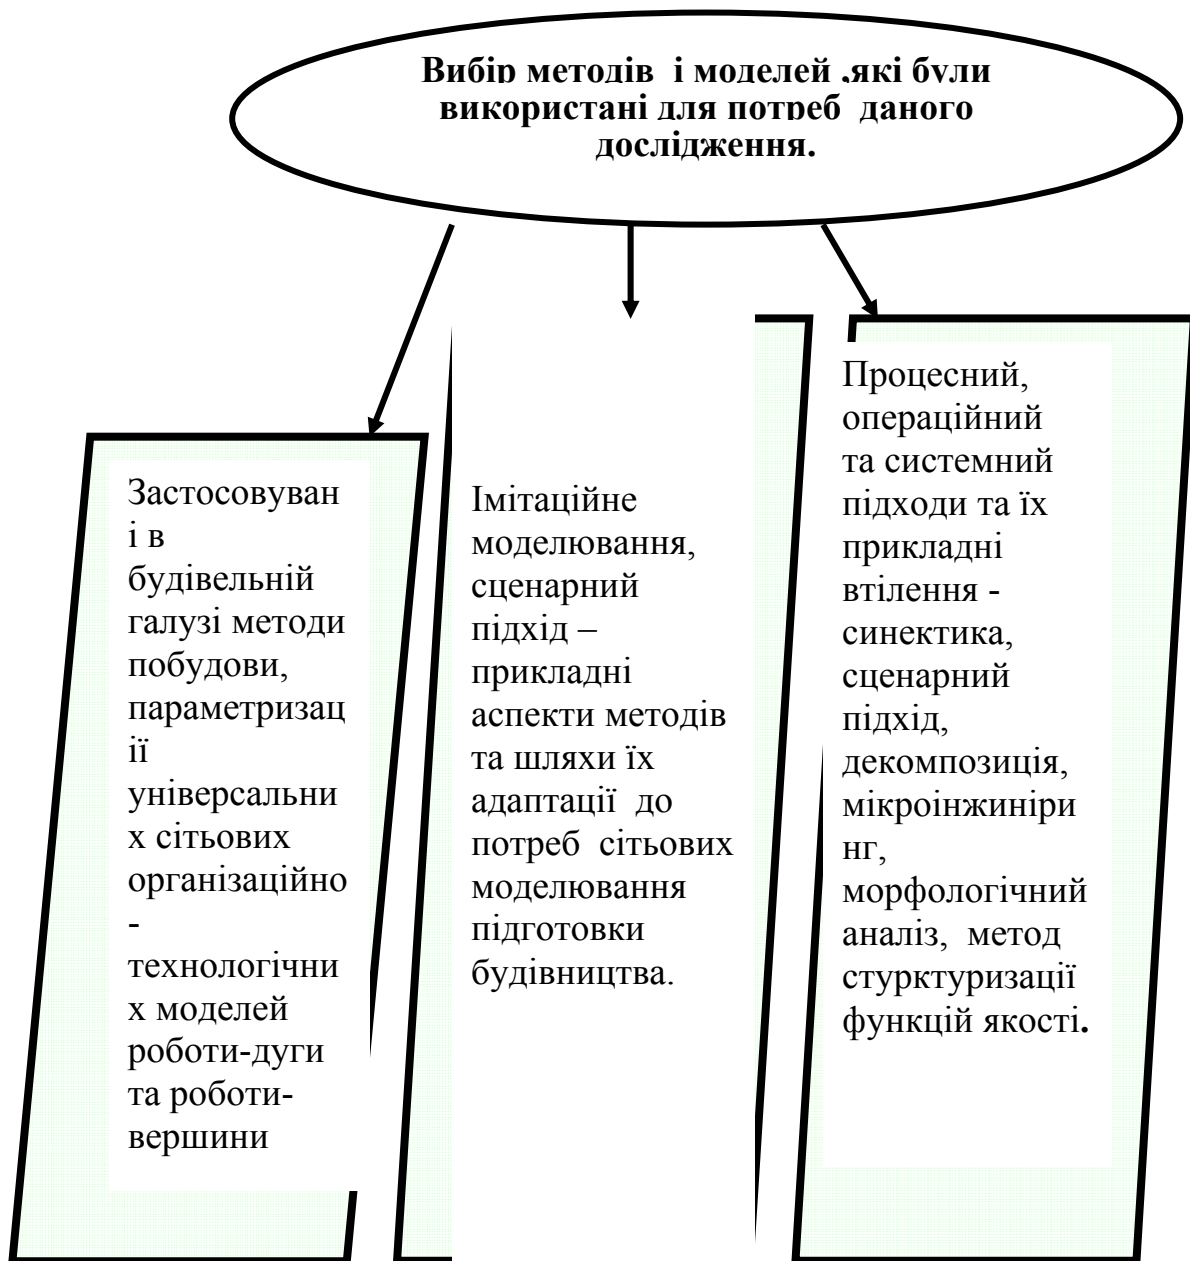 Вибір методів і моделей ,які були
використані для потреб даного
дослідження.
Застосовуван
і в
будівельній
галузі методи
побудови,
параметризац
ії
універсальни
х сітьових
організаційно
-
технологічни
х моделей
роботи-дуги
та роботи-
вершини
Імітаційне
моделювання,
сценарний
підхід –
прикладні
аспекти методів
та шляхи їх
адаптації до
потреб сітьових
моделювання
підготовки
будівництва.
Процесний,
операційний
та системний
підходи та їх
прикладні
втілення -
синектика,
сценарний
підхід,
декомпозиція,
мікроінжиніри
нг,
морфологічний
аналіз, метод
стурктуризації
функцій якості.